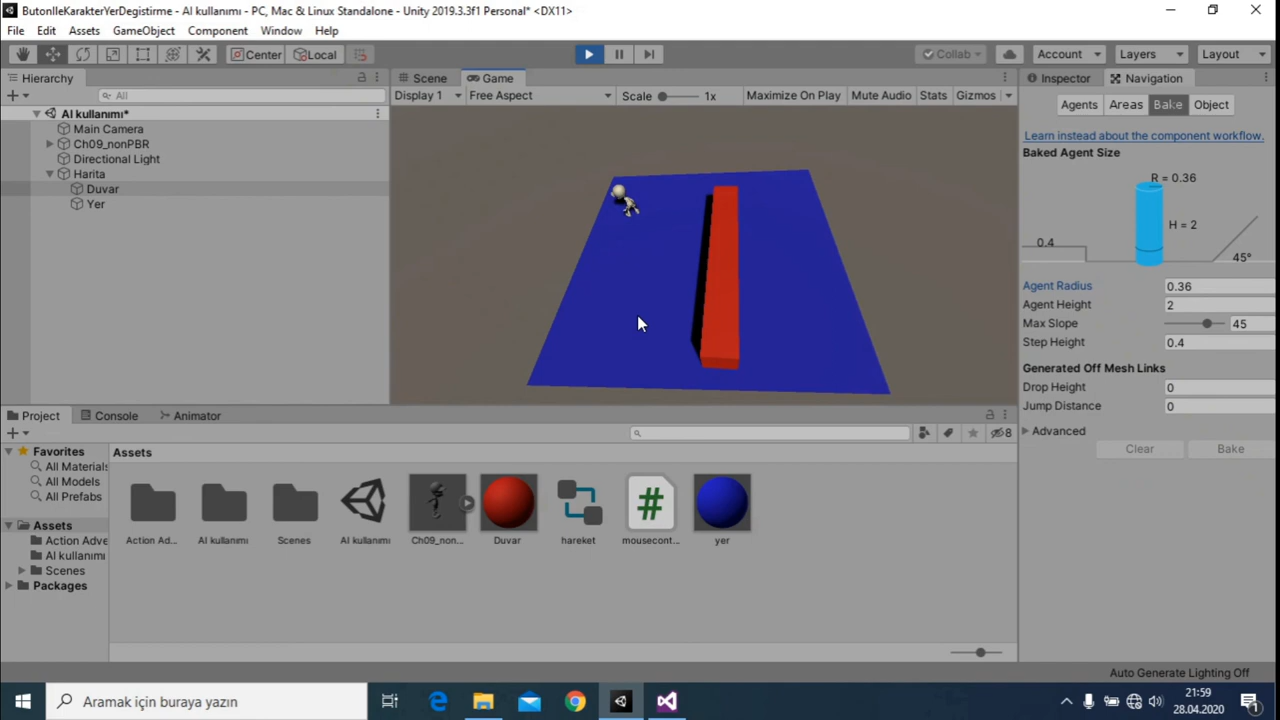 ButonlleKarakterYerDegistirme - AI kullanımı - PC, Mac & Linux Standalone - Unity 2019.3.3f1 Personal* <DX11>
File Edit Assets GameObject Component Window Help
Center Local Collab Account Layers Layout
Hierarchy Scene Game Inspector Navigation
All Display 1 Free Aspect Scale 1x Maximize On Play Mute Audio Stats Gizmos Agents Areas Bake Object
AI kullanımı*
Main Camera
Ch09_nonPBR
Directional Light
Harita
Duvar
Yer
Learn instead about the component workflow.
Baked Agent Size
R = 0.36
H = 2
0.4
45°
Agent Radius 0.36
Agent Height 2
Max Slope 45
Step Height 0.4
Generated Off Mesh Links
Drop Height 0
Jump Distance 0
Advanced
Clear Bake
Project Console Animator
8
Favorites
All Materials
All Models
All Prefabs
Assets
Action Adve
AI kullanımı
Scenes
Packages
Assets
Action Ad... AI kullanımı Scenes AI kullanımı Ch09_non... Duvar hareket mousecont... yer
Auto Generate Lighting Off
Aramak için buraya yazın
21:59
28.04.2020
1